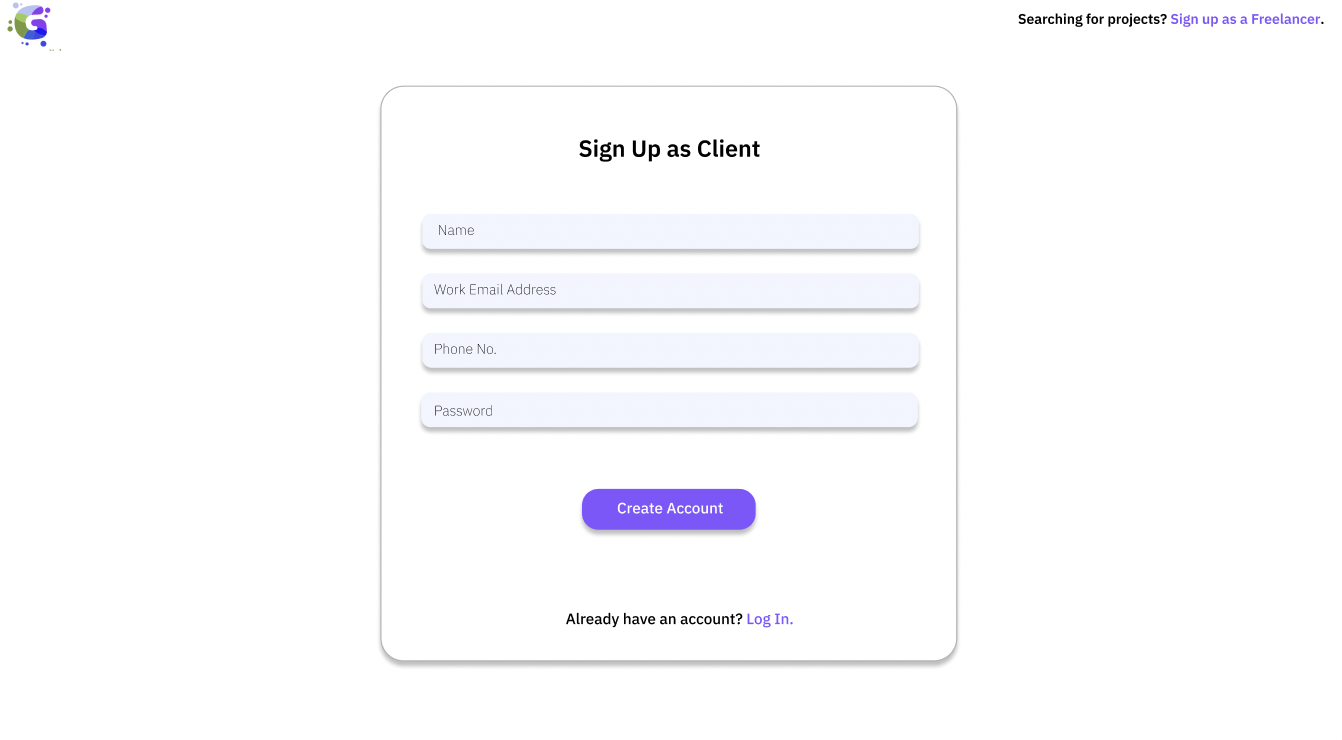 Searching for projects? Sign up as a Freelancer.
Sign Up as Client
Name
Work Email Address
Phone No.
Password
Create Account
Already have an account? Log In.